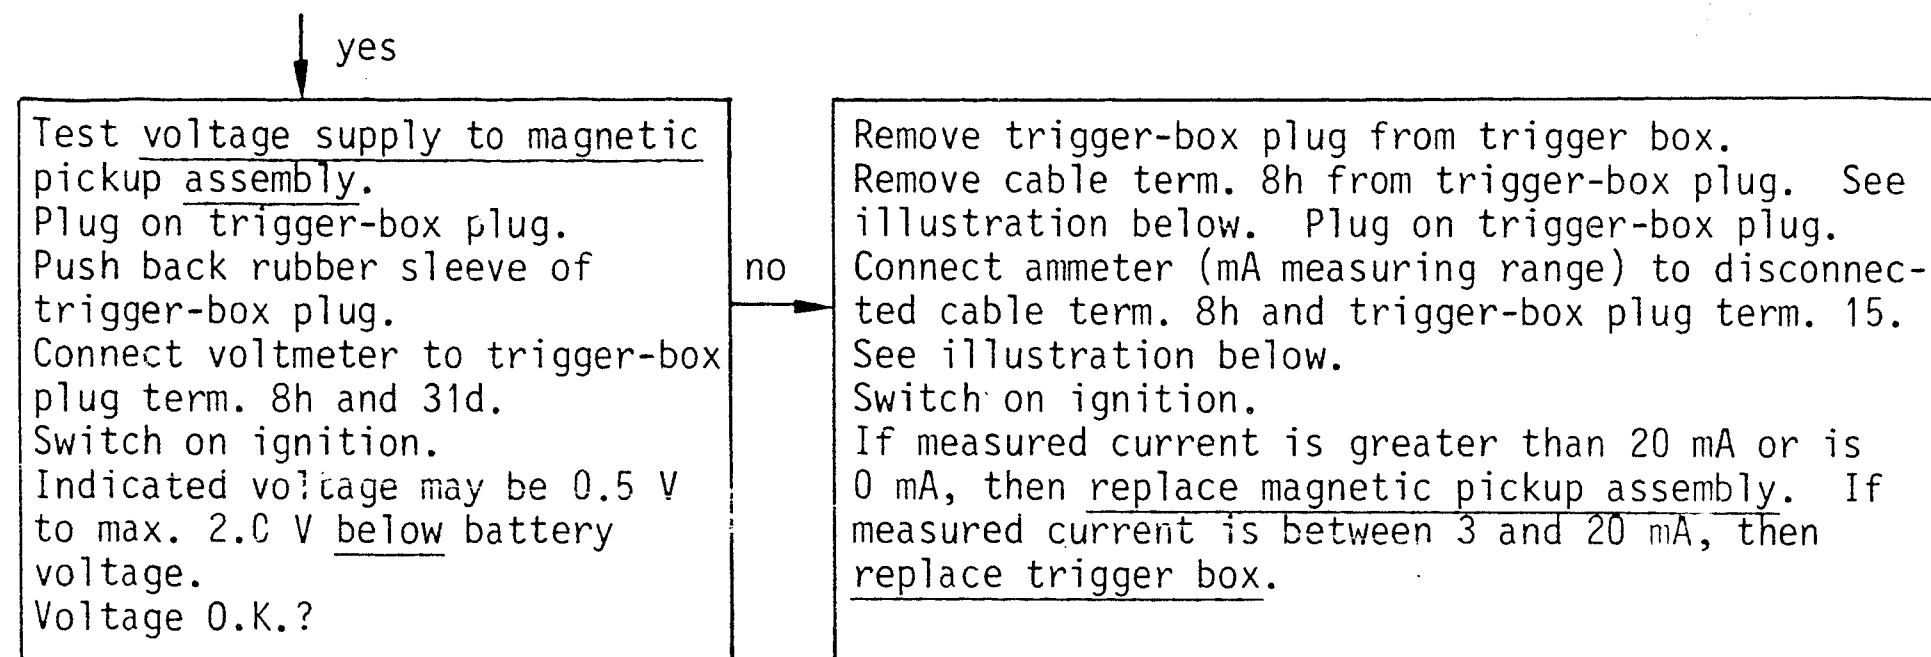 yes
Test voltage supply to magnetic
pickup assembly.
Plug on trigger-box plug.
Push back rubber sleeve of
trigger-box plug.
Connect voltmeter to trigger-box
plug term. 8h and 31d.
Switch on ignition.
Indicated voltage may be 0.5 V
to max. 2.0 V below battery
voltage.
Voltage O.K.?
no
Remove trigger-box plug from trigger box.
Remove cable term. 8h from trigger-box plug. See
illustration below. Plug on trigger-box plug.
Connect ammeter (mA measuring range) to disconnec-
ted cable term. 8h and trigger-box plug term. 15.
See illustration below.
Switch on ignition.
If measured current is greater than 20 mA or is
0 mA, then replace magnetic pickup assembly. If
measured current is between 3 and 20 mA, then
replace trigger box.